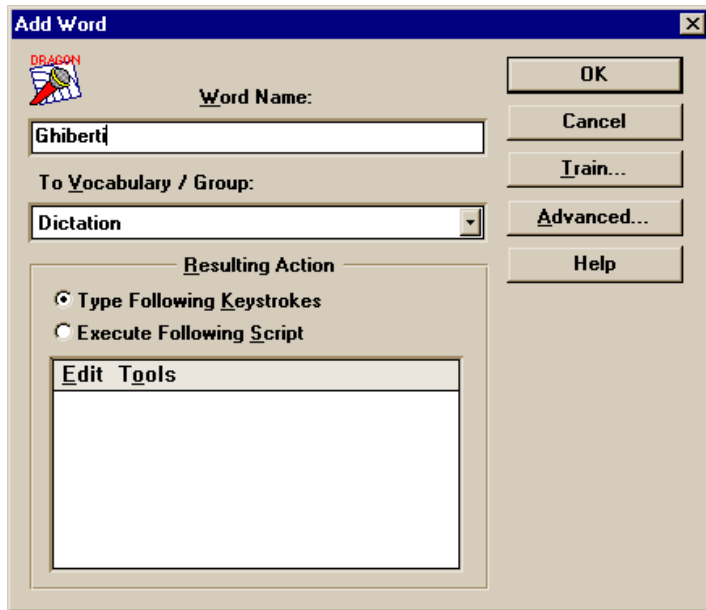 Add Word
DRAGON
Word Name:
Ghiberti
To Vocabulary / Group:
Dictation
Resulting Action
Type Following Keystrokes
Execute Following Script
Edit Tools
OK
Cancel
Train...
Advanced...
Help